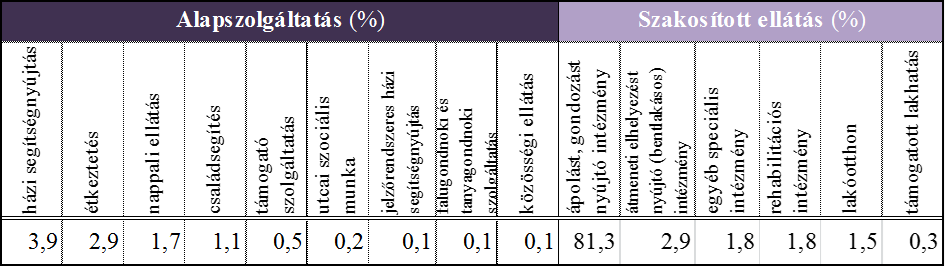 Alapszolgáltatás (%)
Szakosított ellátás (%)
házi segítségnyújtás
étkeztetés
nappali ellátás
családsegítés
támogató
szolgáltatás
utcai szociális
munka
jelzőrendszeres házi
segítségnyújtás
falugondnoki és
tanyagondnoki
szolgáltatás
közösségi ellátás
ápolást, gondozást
nyújtó intézmény
átmeneti elhelyezést
nyújtó (bentlakásos)
intézmény
egyéb speciális
intézmény
rehabilitációs
intézmény
lakóotthon
támogatott lakhatás
3,9 2,9 1,7 1,1 0,5 0,2 0,1 0,1 0,1 81,3 2,9 1,8 1,8 1,5 0,3